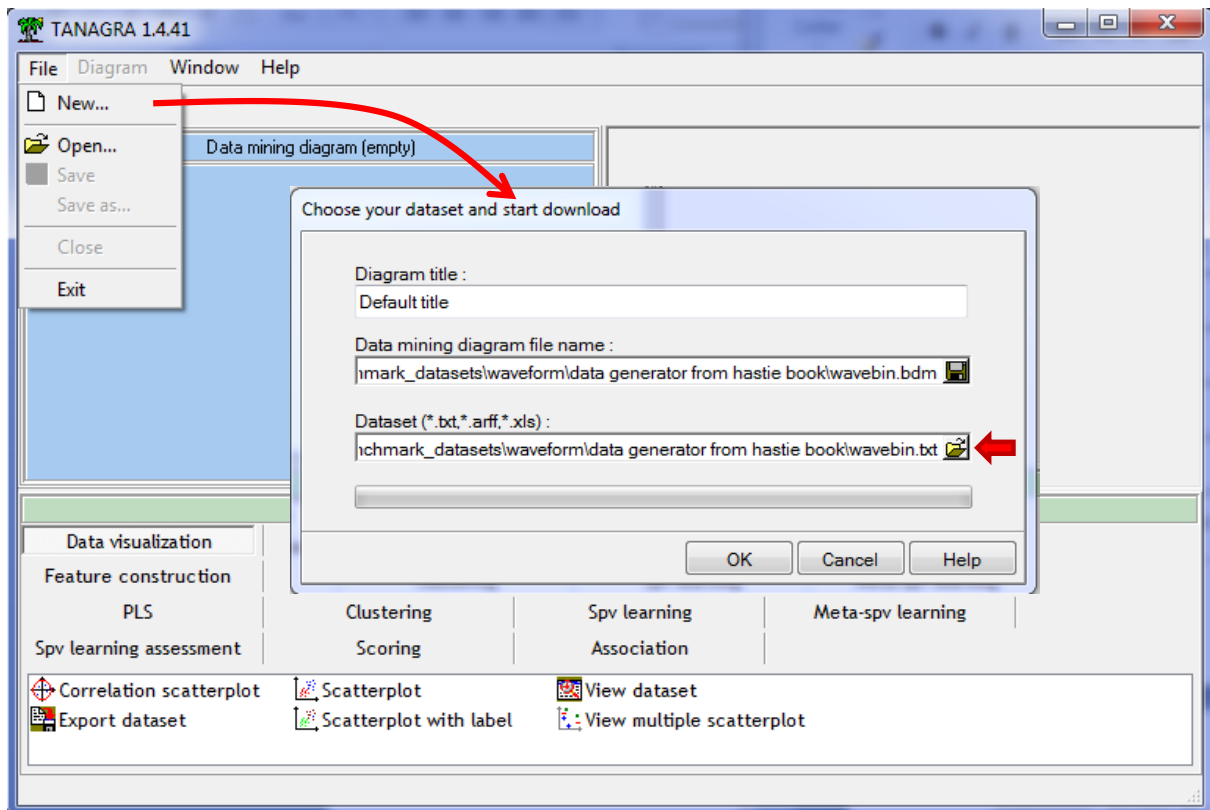 TANAGRA 1.4.41
File Diagram Window Help
New...
Open...
Save
Save as...
Close
Exit
Data mining diagram (empty)
Choose your dataset and start download
Diagram title :
Default title
Data mining diagram file name :
mark_datasets\waveform\data generator from hastie book\wavebin.bdm
Dataset (*.txt,*.arff,*.xls) :
chmark_datasets\waveform\data generator from hastie book\wavebin.txt
OK Cancel Help
Data visualization
Feature construction
PLS Clustering Spv learning Meta-spv learning
Spv learning assessment Scoring Association
Correlation scatterplot Scatterplot View dataset
Export dataset Scatterplot with label View multiple scatterplot